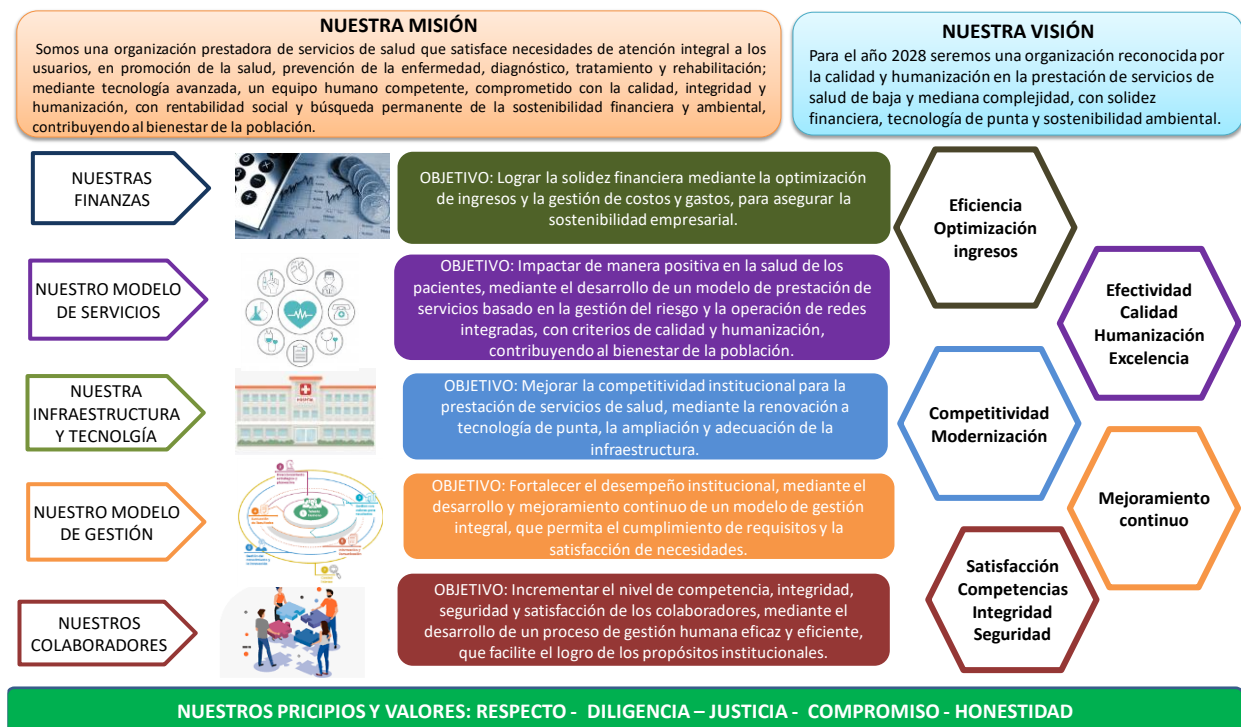 NUESTRA MISIÓN
Somos una organización prestadora de servicios de salud que satisface necesidades de atención integral a los
usuarios, en promoción de la salud, prevención de la enfermedad, diagnóstico, tratamiento y rehabilitación;
mediante tecnología avanzada, un equipo humano competente, comprometido con la calidad, integridad y
humanización, con rentabilidad social y búsqueda permanente de la sostenibilidad financiera y ambiental,
contribuyendo al bienestar de la población.
NUESTRA VISIÓN
Para el año 2028 seremos una organización reconocida por
la calidad y humanización en la prestación de servicios de
salud de baja y mediana complejidad, con solidez
financiera, tecnología de punta y sostenibilidad ambiental.
NUESTRAS
FINANZAS
OBJETIVO: Lograr la solidez financiera mediante la optimización
de ingresos y la gestión de costos y gastos, para asegurar la
sostenibilidad empresarial.
Eficiencia
Optimización
ingresos
NUESTRO MODELO
DE SERVICIOS
OBJETIVO: Impactar de manera positiva en la salud de los
pacientes, mediante el desarrollo de un modelo de prestación de
servicios basado en la gestión del riesgo y la operación de redes
integradas, con criterios de calidad y humanización,
contribuyendo al bienestar de la población.
Efectividad
Calidad
Humanización
Excelencia
NUESTRA
INFRAESTRUCTURA
Y TECNOLGÍA
OBJETIVO: Mejorar la competitividad institucional para la
prestación de servicios de salud, mediante la renovación a
tecnología de punta, la ampliación y adecuación de la
infraestructura.
Competitividad
Modernización
NUESTRO MODELO
DE GESTIÓN
OBJETIVO: Fortalecer el desempeño institucional, mediante el
desarrollo y mejoramiento continuo de un modelo de gestión
integral, que permita el cumplimiento de requisitos y la
satisfacción de necesidades.
Mejoramiento
continuo
NUESTROS
COLABORADORES
OBJETIVO: Incrementar el nivel de competencia, integridad,
seguridad y satisfacción de los colaboradores, mediante el
desarrollo de un proceso de gestión humana eficaz y eficiente,
que facilite el logro de los propósitos institucionales.
Satisfacción
Competencias
Integridad
Seguridad
NUESTROS PRICIPIOS Y VALORES: RESPECTO - DILIGENCIA – JUSTICIA - COMPROMISO - HONESTIDAD